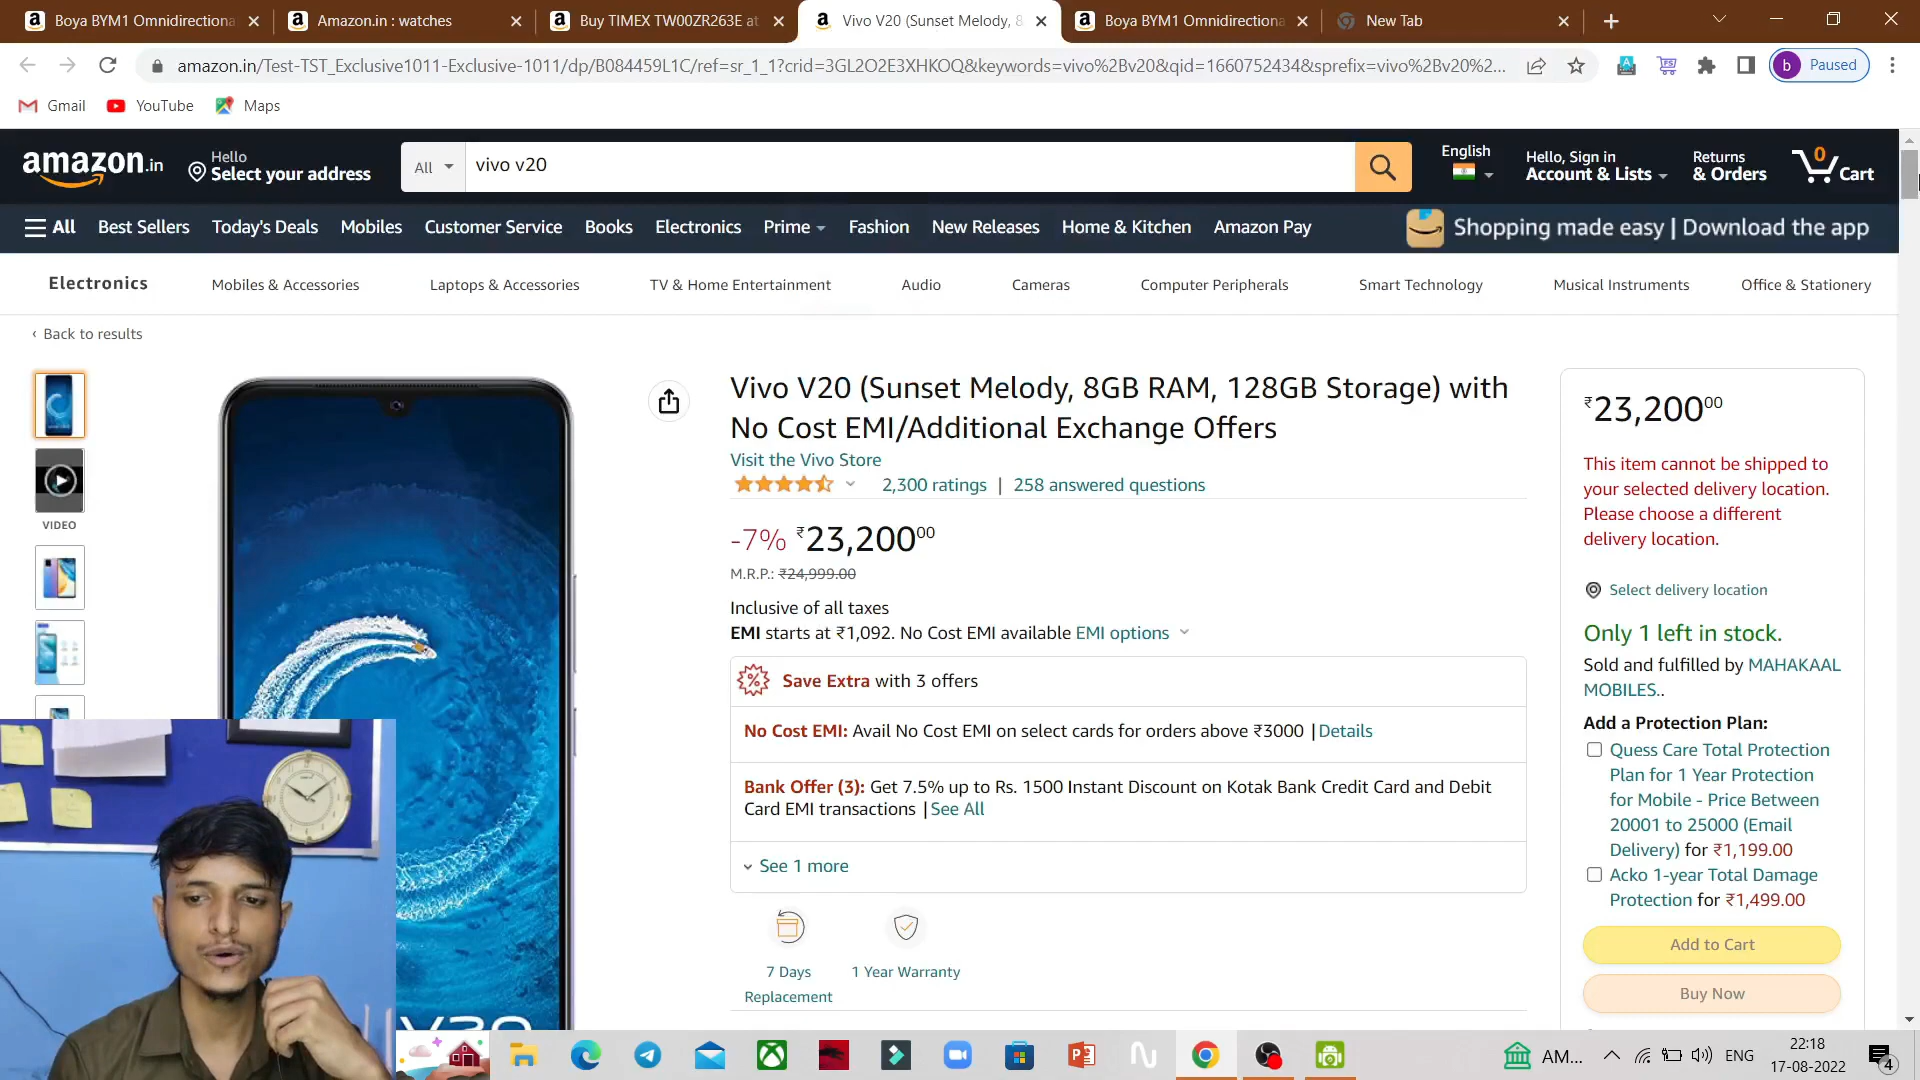 Boya BYM1 Omnidirectiona
Amazon.in : watches
Buy TIMEX TW00ZR263E at
Vivo V20 (Sunset Melody, 8
Boya BYM1 Omnidirectiona
New Tab
amazon.in/Test-TST_Exclusive1011-Exclusive-1011/dp/B084459L1C/ref=sr_1_1?crid=3GL2O2E3XHKOQ&keywords=vivo%2Bv20&qid=1660752434&sprefix=vivo%2Bv20%2...
b Paused
Gmail
YouTube
Maps
amazon.in
Hello
Select your address
All
vivo v20
English
Hello, Sign in
Account & Lists
Returns
& Orders
0
Cart
All
Best Sellers
Today's Deals
Mobiles
Customer Service
Books
Electronics
Prime
Fashion
New Releases
Home & Kitchen
Amazon Pay
Shopping made easy | Download the app
Electronics
Mobiles & Accessories
Laptops & Accessories
TV & Home Entertainment
Audio
Cameras
Computer Peripherals
Smart Technology
Musical Instruments
Office & Stationery
‹ Back to results
VIDEO
Vivo V20 (Sunset Melody, 8GB RAM, 128GB Storage) with
No Cost EMI/Additional Exchange Offers
Visit the Vivo Store
2,300 ratings | 258 answered questions
-7% ₹23,20000
M.R.P.: ₹24,999.00
Inclusive of all taxes
EMI starts at ₹1,092. No Cost EMI available EMI options
Save Extra with 3 offers
No Cost EMI: Avail No Cost EMI on select cards for orders above ₹3000 | Details
Bank Offer (3): Get 7.5% up to Rs. 1500 Instant Discount on Kotak Bank Credit Card and Debit
Card EMI transactions | See All
See 1 more
7 Days
Replacement
1 Year Warranty
₹23,20000
This item cannot be shipped to
your selected delivery location.
Please choose a different
delivery location.
Select delivery location
Only 1 left in stock.
Sold and fulfilled by MAHAKAAL
MOBILES..
Add a Protection Plan:
Quess Care Total Protection
Plan for 1 Year Protection
for Mobile - Price Between
20001 to 25000 (Email
Delivery) for ₹1,199.00
Acko 1-year Total Damage
Protection for ₹1,499.00
Add to Cart
Buy Now
V20
AM...
ENG
22:18
17-08-2022
4